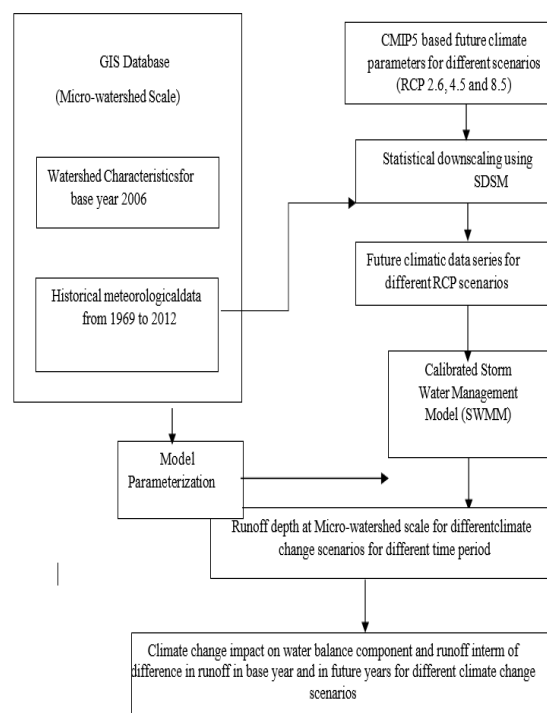 GIS Database
(Micro-watershed Scale)
Watershed Characteristicsfor
base year 2006
Historical meteorologicaldata
from 1969 to 2012
Model
Parameterization
CMIP5 based future climate
parameters for different scenarios
(RCP 2.6, 4.5 and 8.5)
Statistical downscaling using
SDSM
Future climatic data series for
different RCP scenarios
Calibrated Storm
Water Management
Model (SWMM)
Runoff depth at Micro-watershed scale for differentclimate
change scenarios for different time period
Climate change impact on water balance component and runoff interm of
difference in runoff in base year and in future years for different climate change
scenarios